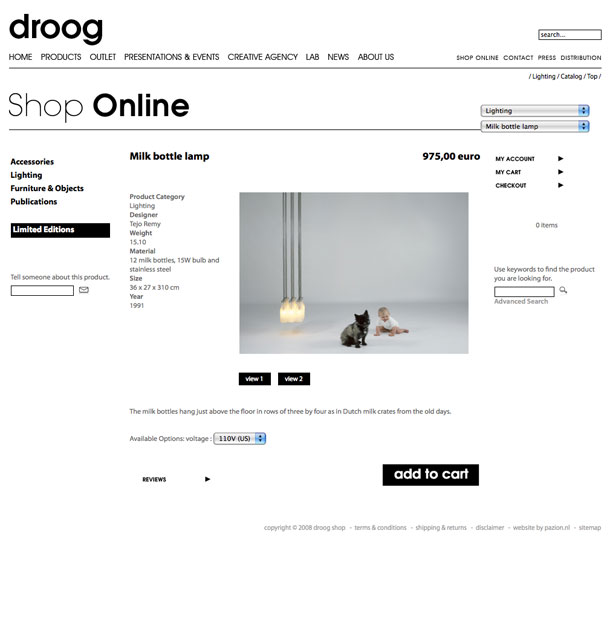 droog
search...
HOME PRODUCTS OUTLET PRESENTATIONS & EVENTS CREATIVE AGENCY LAB NEWS ABOUT US
SHOP ONLINE CONTACT PRESS DISTRIBUTION
/ Lighting / Catalog / Top /
Shop Online
Lighting
Milk bottle lamp
Accessories
Lighting
Furniture & Objects
Publications
Limited Editions
Tell someone about this product.
Milk bottle lamp 975,00 euro
Product Category
Lighting
Designer
Tejo Remy
Weight
15.10
Material
12 milk bottles, 15W bulb and
stainless steel
Size
36 x 27 x 310 cm
Year
1991
view 1 view 2
The milk bottles hang just above the floor in rows of three by four as in Dutch milk crates from the old days.
Available Options: voltage : 110V (US)
REVIEWS
add to cart
MY ACCOUNT
MY CART
CHECKOUT
0 items
Use keywords to find the product
you are looking for.
Advanced Search
copyright © 2008 droog shop - terms & conditions - shipping & returns - disclaimer - website by pazion.nl - sitemap